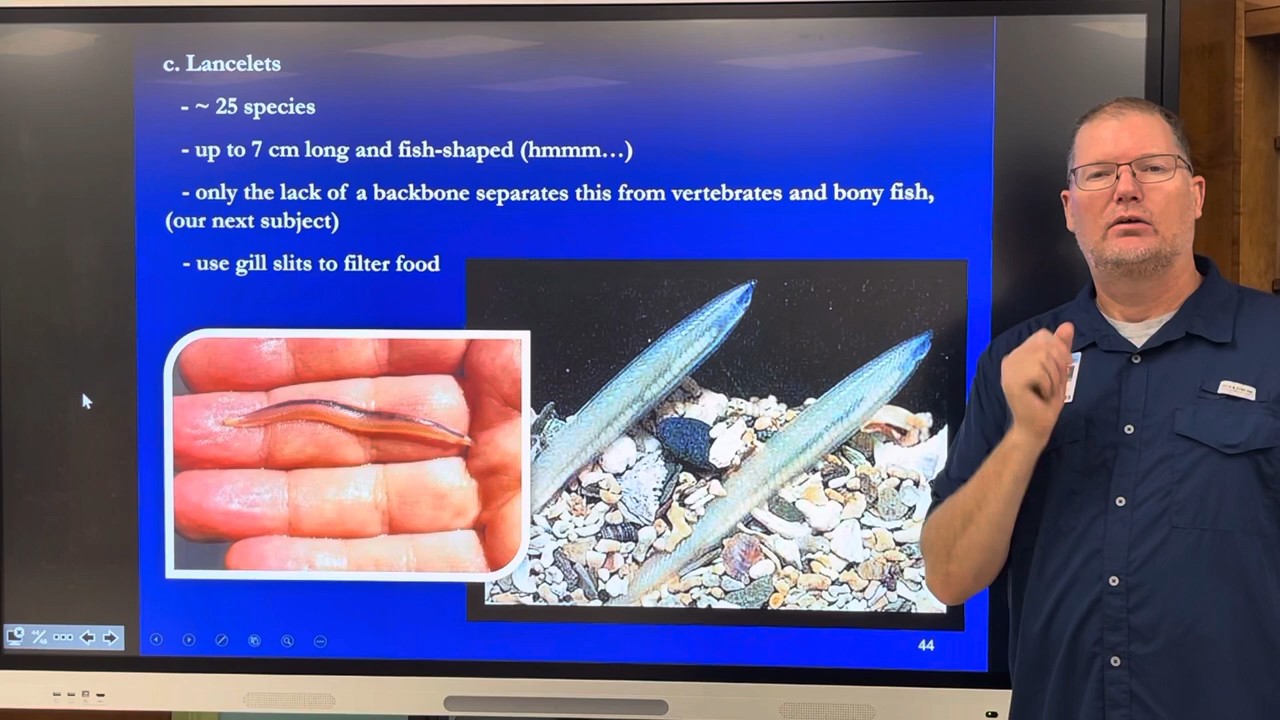 c. Lancelets
- ~ 25 species
- up to 7 cm long and fish-shaped (hmmm…)
- only the lack of a backbone separates this from vertebrates and bony fish,
(our next subject)
- use gill slits to filter food
44